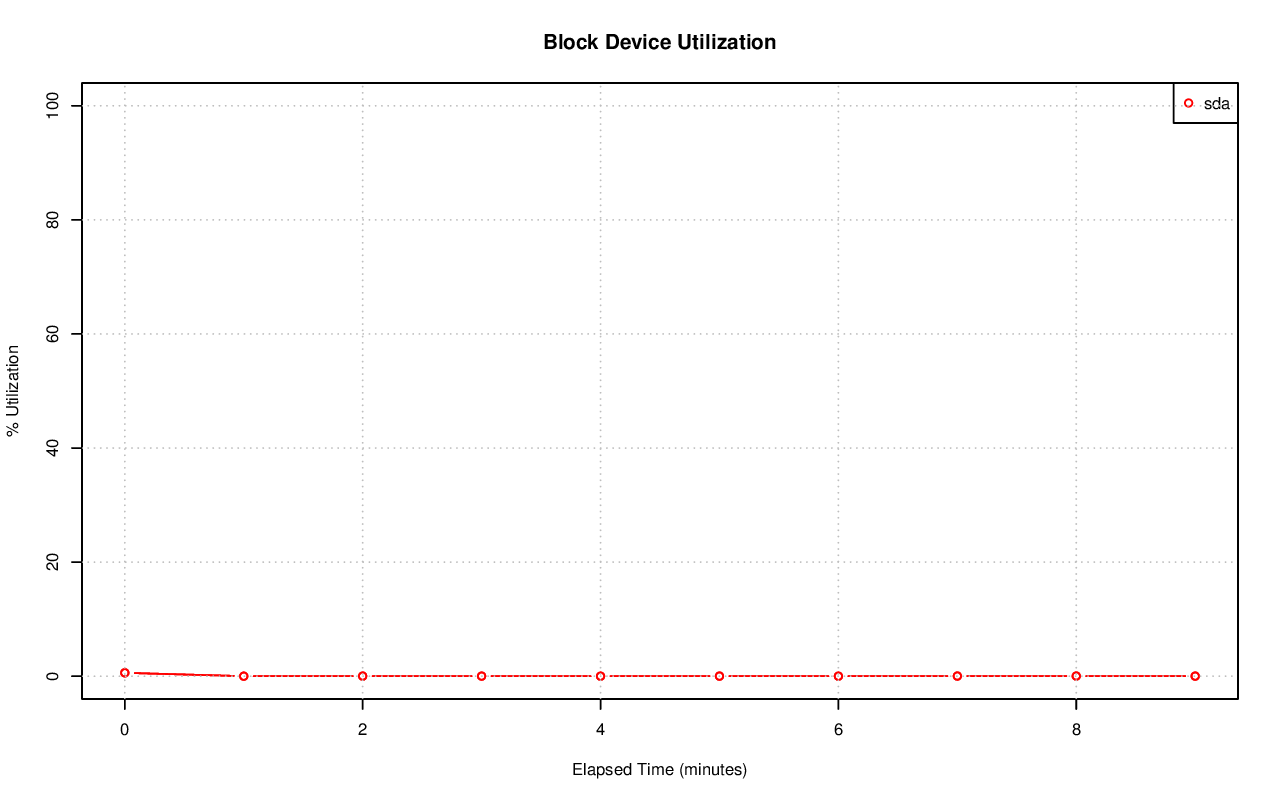 Block Device Utilization
sda
100
80
60
40
20
0
% Utilization
0 2 4 6 8
Elapsed Time (minutes)